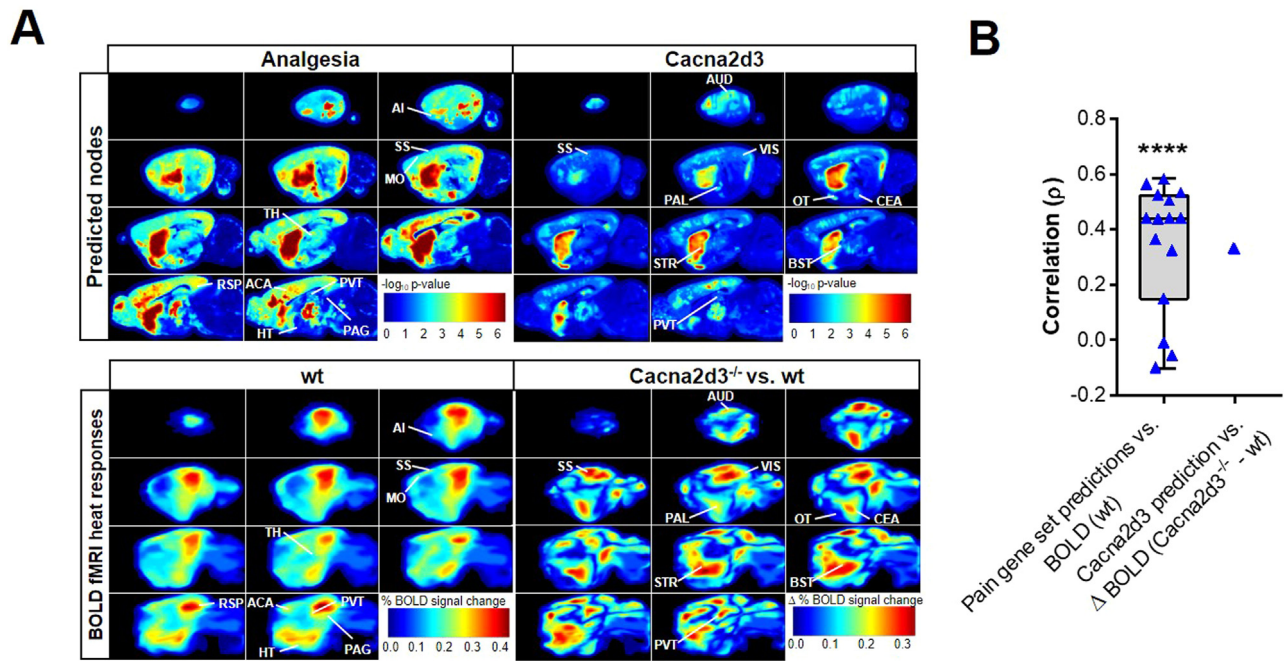 A
Analgesia
Cacna2d3
Predicted nodes
AI
AUD
SS
MO
SS
VIS
PAL
OT
CEA
TH
STR
BST
RSP
ACA
PVT
HT
PAG
-log10 p-value
0 1 2 3 4 5 6
PVT
-log10 p-value
0 1 2 3 4 5 6
wt
Cacna2d3-/- vs. wt
BOLD fMRI heat responses
AI
AUD
SS
MO
SS
VIS
PAL
OT
CEA
TH
STR
BST
RSP
ACA
PVT
HT
PAG
% BOLD signal change
0.0 0.1 0.2 0.3 0.4
PVT
Δ % BOLD signal change
0.0 0.1 0.2 0.3
B
Correlation (ρ)
0.8
0.6
0.4
0.2
0.0
-0.2
****
Pain gene set predictions vs.
BOLD (wt)
Cacna2d3 prediction vs.
Δ BOLD (Cacna2d3-/- - wt)